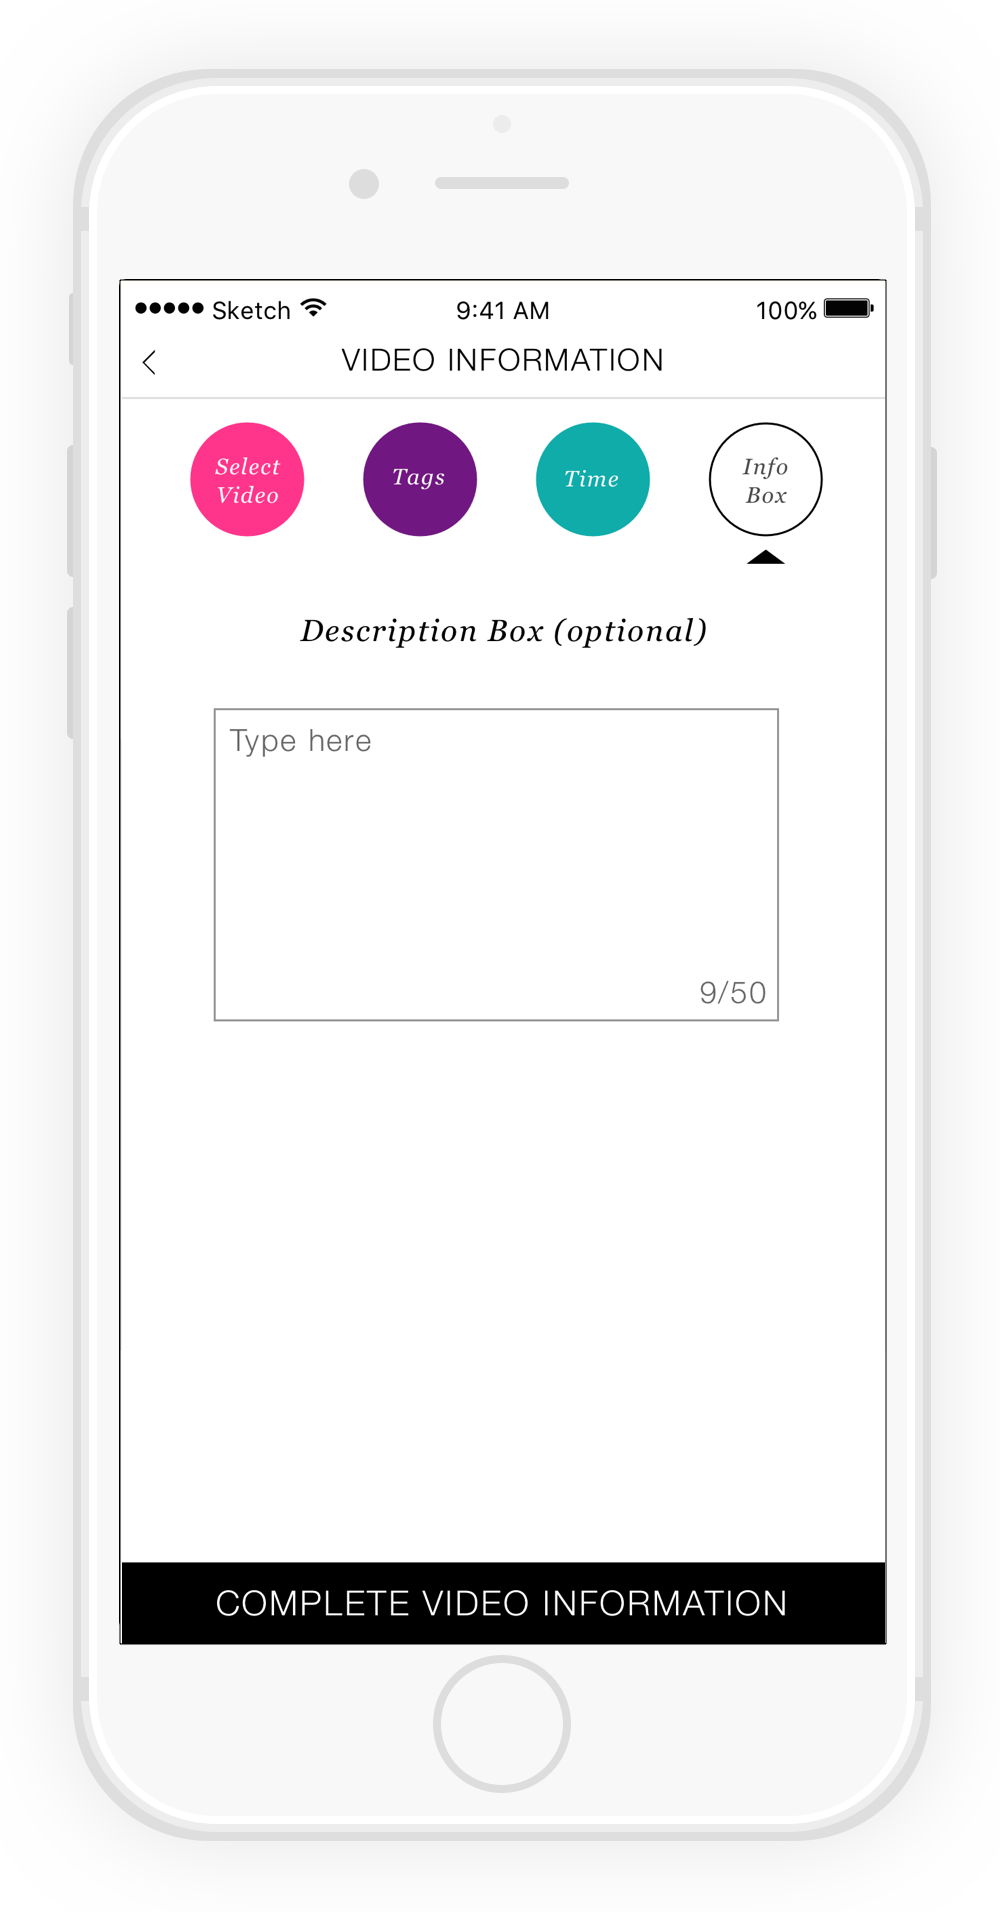 Sketch 9:41 AM 100%
VIDEO INFORMATION
Select
Video
Tags
Time
Info
Box
Description Box (optional)
Type here
9/50
COMPLETE VIDEO INFORMATION